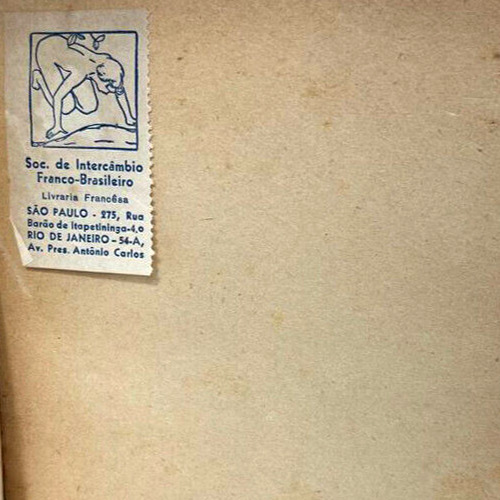 Soc. de Intercâmbio
Franco-Brasileiro
Livraria Francêsa
SÃO PAULO - 275, Rua
Barão de Itapetininga-4.o
RIO DE JANEIRO - 54-A,
Av. Pres. Antônio Carlos